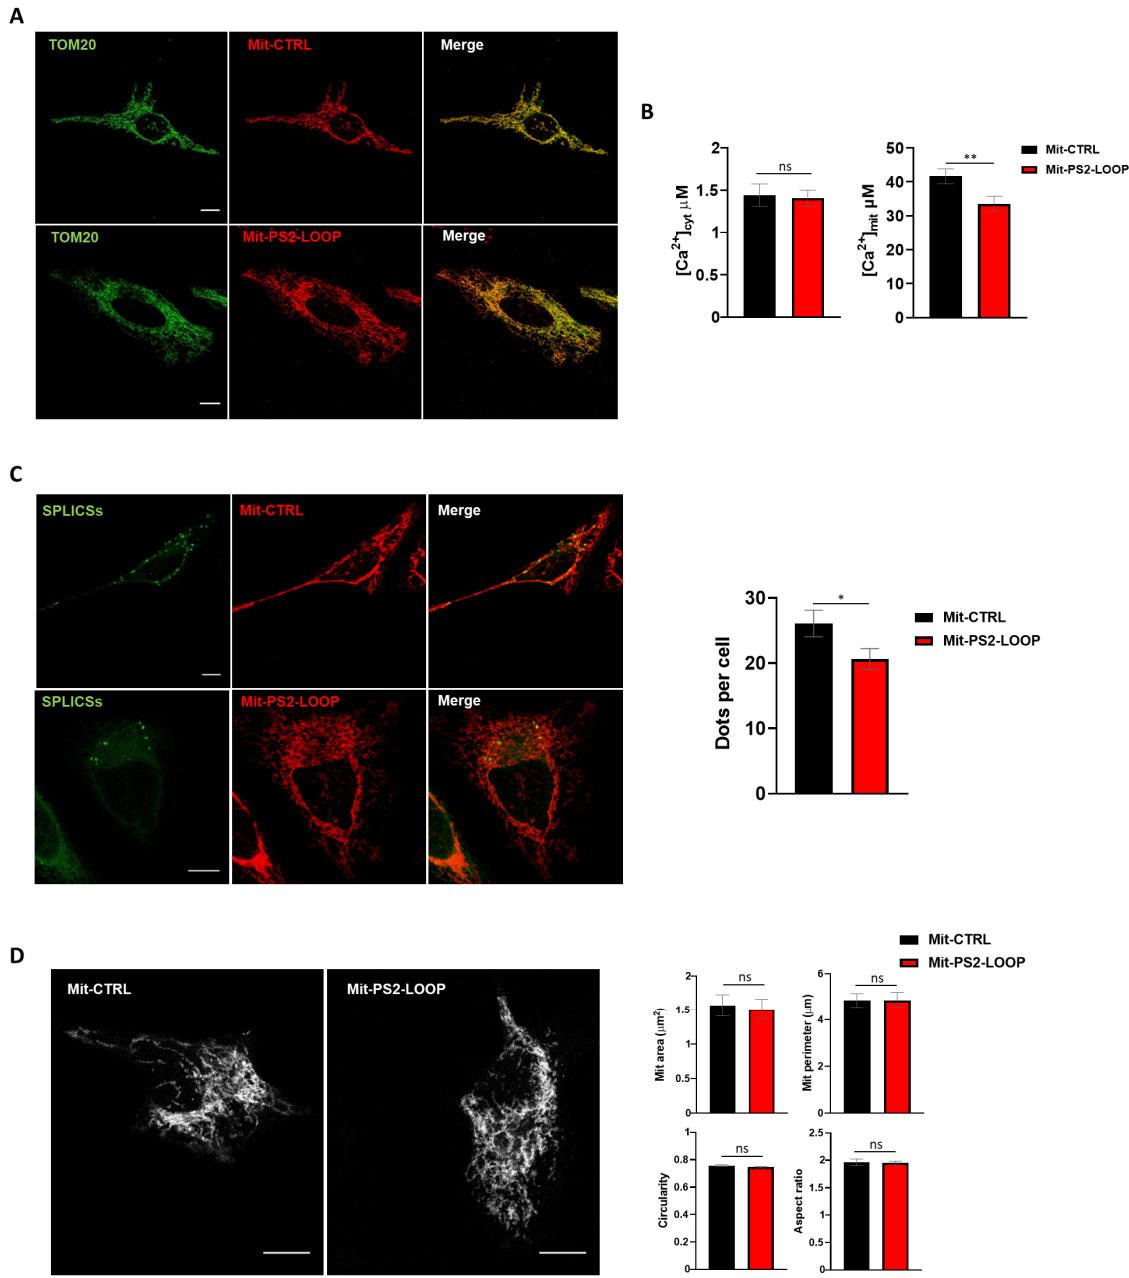 A
TOM20 Mit-CTRL Merge
TOM20 Mit-PS2-LOOP Merge
B
2
1.5
1
0.5
0
[Ca²⁺]cyt μM
ns
50
40
30
20
10
0
[Ca²⁺]mit μM
**
Mit-CTRL
Mit-PS2-LOOP
C
SPLICSs Mit-CTRL Merge
SPLICSs Mit-PS2-LOOP Merge
30
20
10
0
Dots per cell
*
Mit-CTRL
Mit-PS2-LOOP
D
Mit-CTRL Mit-PS2-LOOP
Mit-CTRL
Mit-PS2-LOOP
2
1.5
1
0.5
0
Mit area (μm²)
ns
6
4
2
0
Mit perimeter (μm)
ns
1
0.8
0.6
0.4
0.2
0
Circularity
ns
2.5
2
1.5
1
0.5
0
Aspect ratio
ns